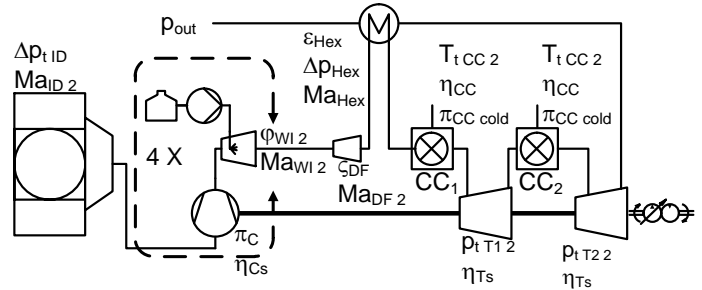 Δp_t ID
Ma_ID 2
4 X
p_out
ε_Hex
Δp_Hex
Ma_Hex
φ_WI 2
Ma_WI 2
π_C
η_Cs
ς_DF
Ma_DF 2
T_t CC 2
η_CC
π_CC cold
CC_1
T_t CC 2
η_CC
π_CC cold
CC_2
p_t T1 2
η_Ts
p_t T2 2
η_Ts